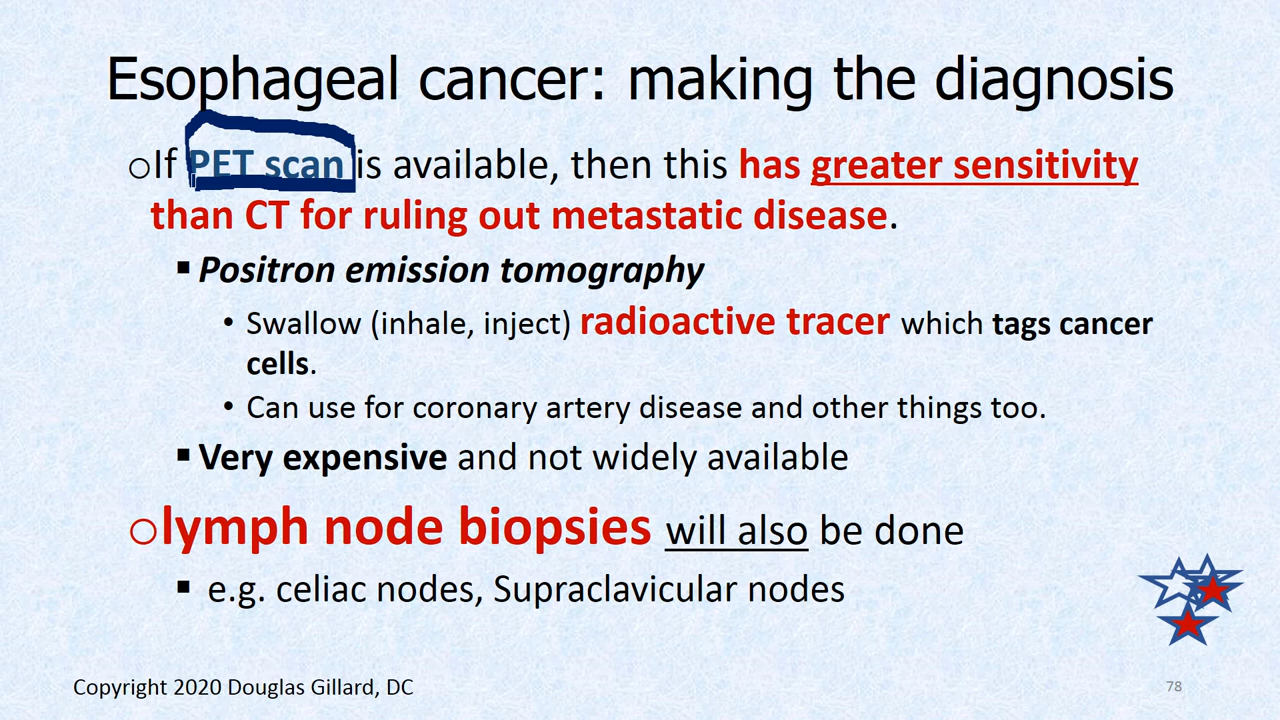 Esophageal cancer: making the diagnosis
○If PET scan is available, then this has greater sensitivity
than CT for ruling out metastatic disease.
▪ Positron emission tomography
• Swallow (inhale, inject) radioactive tracer which tags cancer
cells.
• Can use for coronary artery disease and other things too.
▪ Very expensive and not widely available
○lymph node biopsies will also be done
▪ e.g. celiac nodes, Supraclavicular nodes
Copyright 2020 Douglas Gillard, DC
78